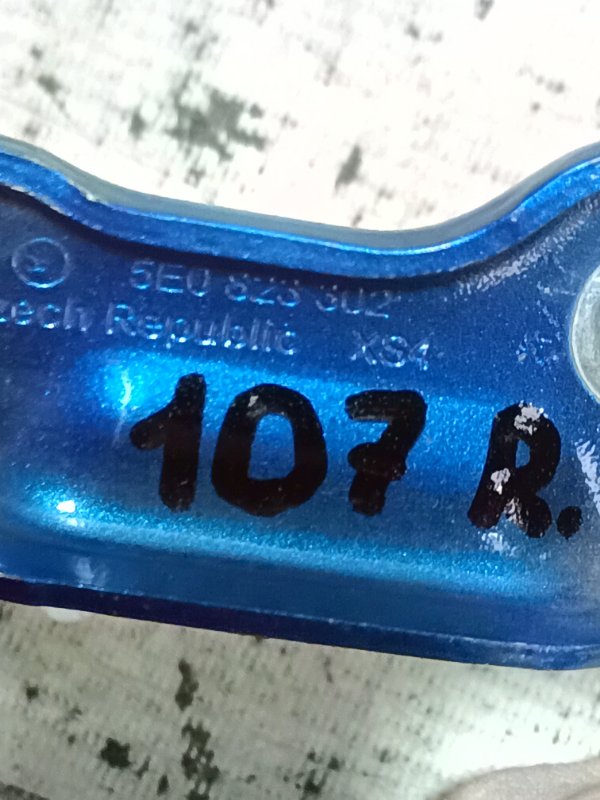 5E0 823 302
zech Republic XS4
107 R.